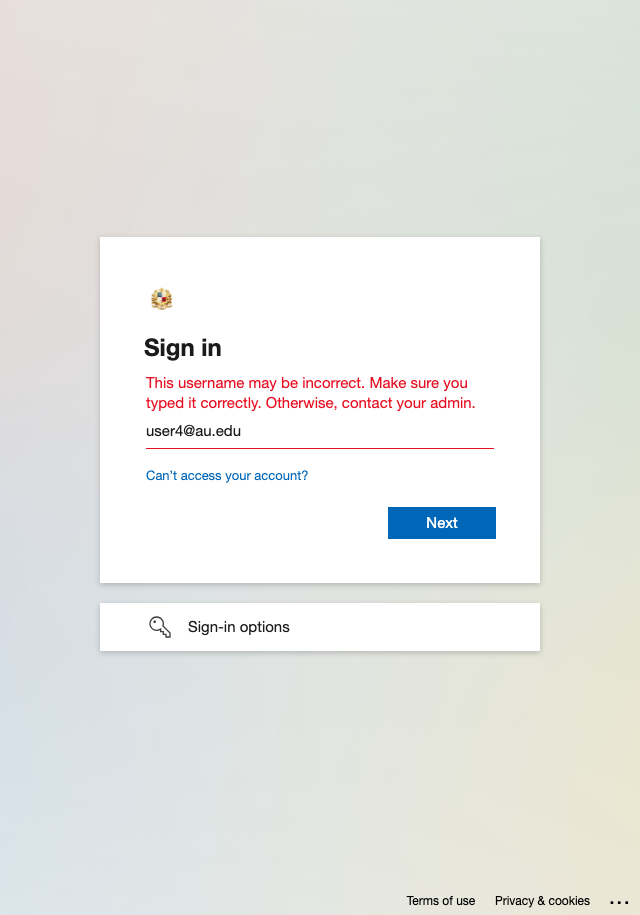 Sign in
This username may be incorrect. Make sure you
typed it correctly. Otherwise, contact your admin.
user4@au.edu
Can’t access your account?
Next
Sign-in options
Terms of use Privacy & cookies ...